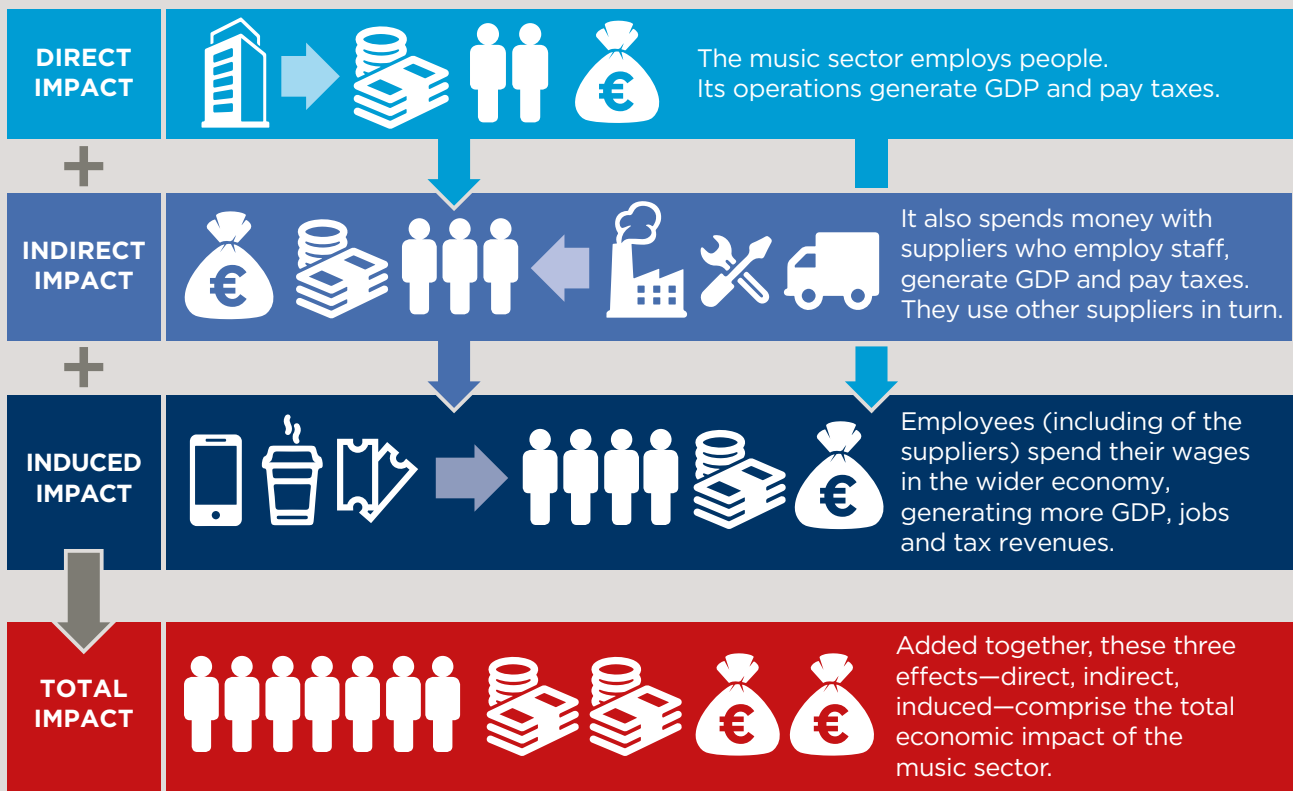 DIRECT
IMPACT
€
The music sector employs people.
Its operations generate GDP and pay taxes.
+
INDIRECT
IMPACT
€
It also spends money with
suppliers who employ staff,
generate GDP and pay taxes.
They use other suppliers in turn.
+
INDUCED
IMPACT
€
Employees (including of the
suppliers) spend their wages
in the wider economy,
generating more GDP, jobs
and tax revenues.
TOTAL
IMPACT
€
€
Added together, these three
effects—direct, indirect,
induced—comprise the total
economic impact of the
music sector.